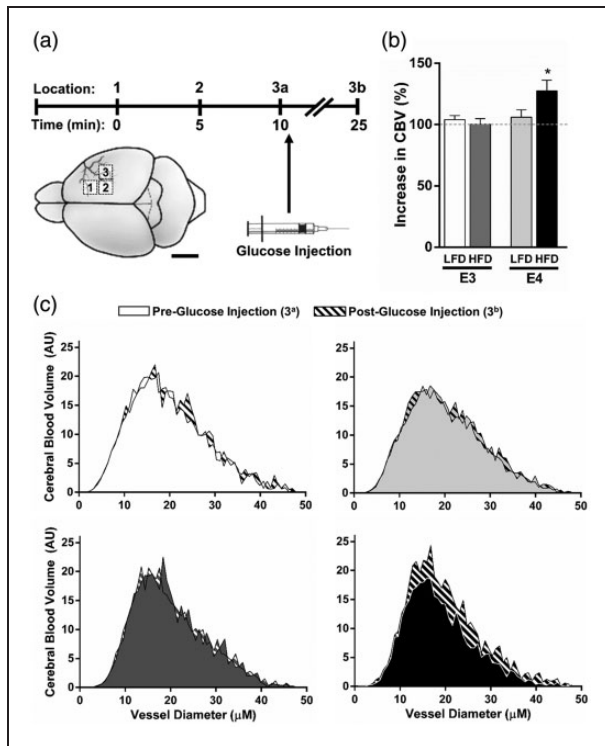 (a)
Location: 1 2 3a 3b
Time (min): 0 5 10 25
3
1 2
Glucose Injection
(b)
*
Increase in CBV (%)
150
100
50
0
LFD HFD LFD HFD
E3 E4
(c)
Pre-Glucose Injection (3ᵃ) Post-Glucose Injection (3ᵇ)
Cerebral Blood Volume (AU)
25
20
15
10
5
0
10 20 30 40 50
25
20
15
10
5
0
10 20 30 40 50
Cerebral Blood Volume (AU)
25
20
15
10
5
0
10 20 30 40 50
Vessel Diameter (μM)
25
20
15
10
5
0
10 20 30 40 50
Vessel Diameter (μM)